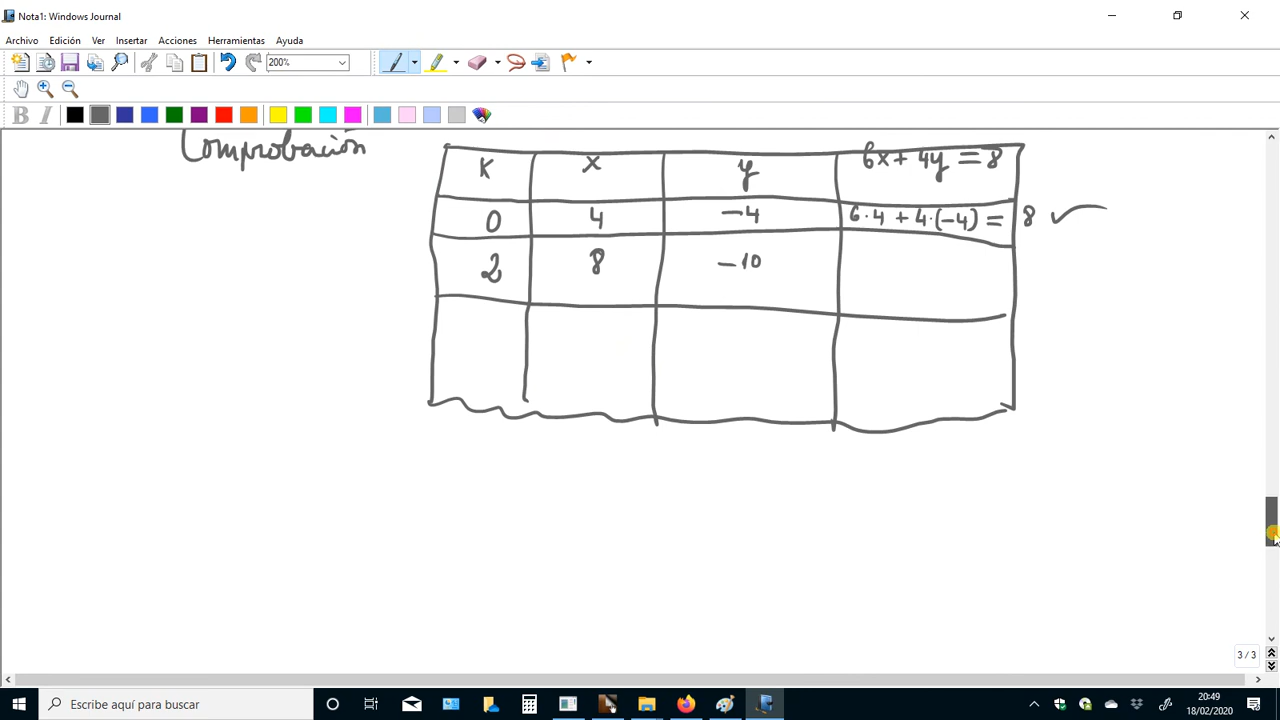 Nota1: Windows Journal
Archivo Edición Ver Insertar Acciones Herramientas Ayuda
200%
B I
Comprobación
K x y 6x + 4y = 8
0 4 -4 6·4 + 4·(-4) = 8 ✓
2 8 -10
3 / 3
Escribe aquí para buscar
20:49
18/02/2020